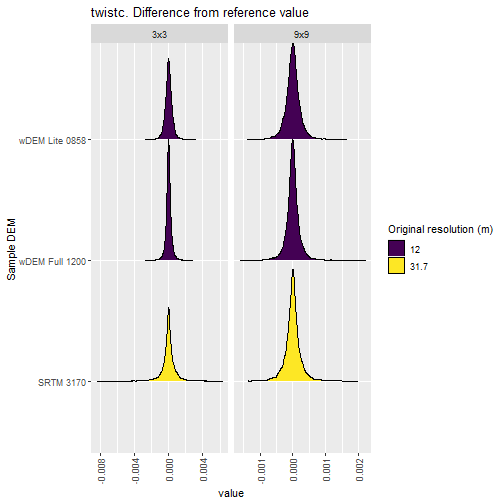 twistc. Difference from reference value
3x3
9x9
wDEM Lite 0858
wDEM Full 1200
SRTM 3170
Sample DEM
-0.008
-0.004
0.000
0.004
-0.001
0.000
0.001
0.002
value
Original resolution (m)
12
31.7